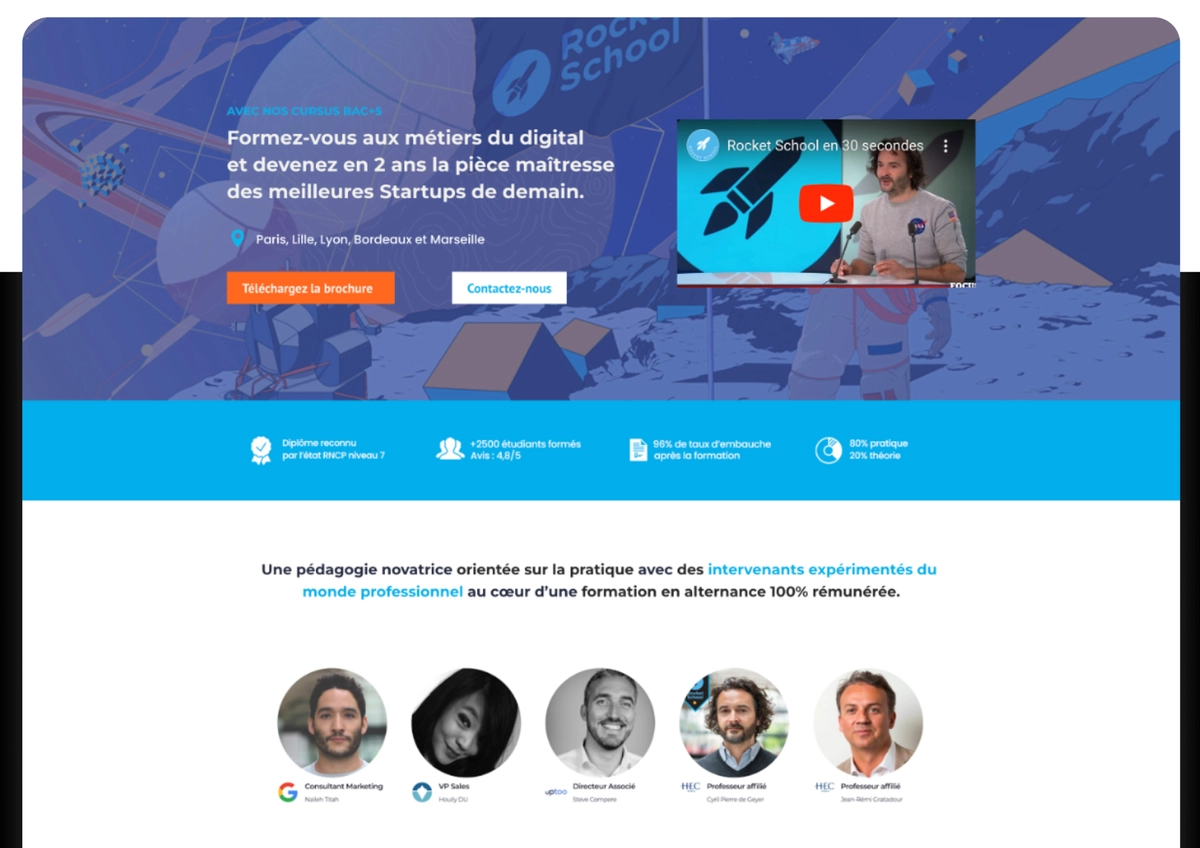 Rocket
School
AVEC NOS CURSUS BAC+5
Formez-vous aux métiers du digital
et devenez en 2 ans la pièce maîtresse
des meilleures Startups de demain.
Paris, Lille, Lyon, Bordeaux et Marseille
Téléchargez la brochure
Contactez-nous
Rocket School en 30 secondes
Diplôme reconnu
par l'état RNCP niveau 7
+2500 étudiants formés
Avis : 4,8/5
96% de taux d'embauche
après la formation
80% pratique
20% théorie
Une pédagogie novatrice orientée sur la pratique avec des intervenants expérimentés du
monde professionnel au cœur d'une formation en alternance 100% rémunérée.
Consultant Marketing
Naïleh Titah
VP Sales
Houily DU
uptoo
Directeur Associé
Steve Compere
HEC
Professeur affilié
Cyril Pierre de Geyer
HEC
Professeur affilié
Jean-Rémi Gratadour